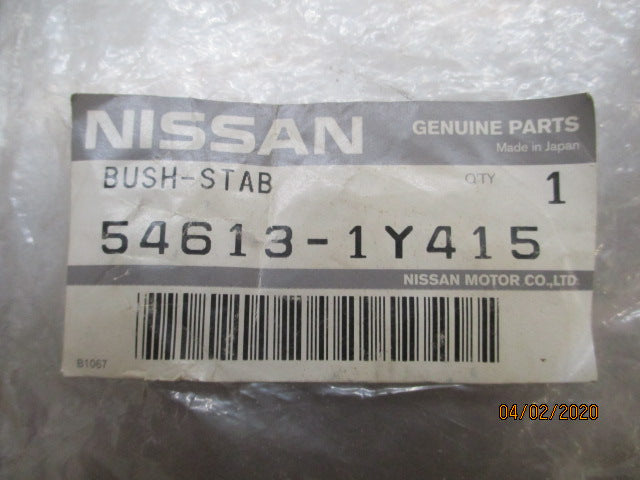 NISSAN
GENUINE PARTS
Made in Japan
BUSH-STAB
QTY 1
54613-1Y415
NISSAN MOTOR CO.,LTD
B1067
04/02/2020